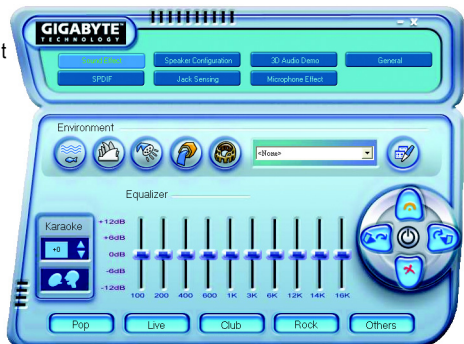 GIGABYTE™
TECHNOLOGY
t
Sound Effect
Speaker Configuration
3D Audio Demo
General
SPDIF
Jack Sensing
Microphone Effect
Environment
<None>
Equalizer
Karaoke
+0
+12dB
+6dB
0dB
-6dB
-12dB
100 200 400 600 1K 3K 6K 12K 14K 16K
Pop
Live
Club
Rock
Others